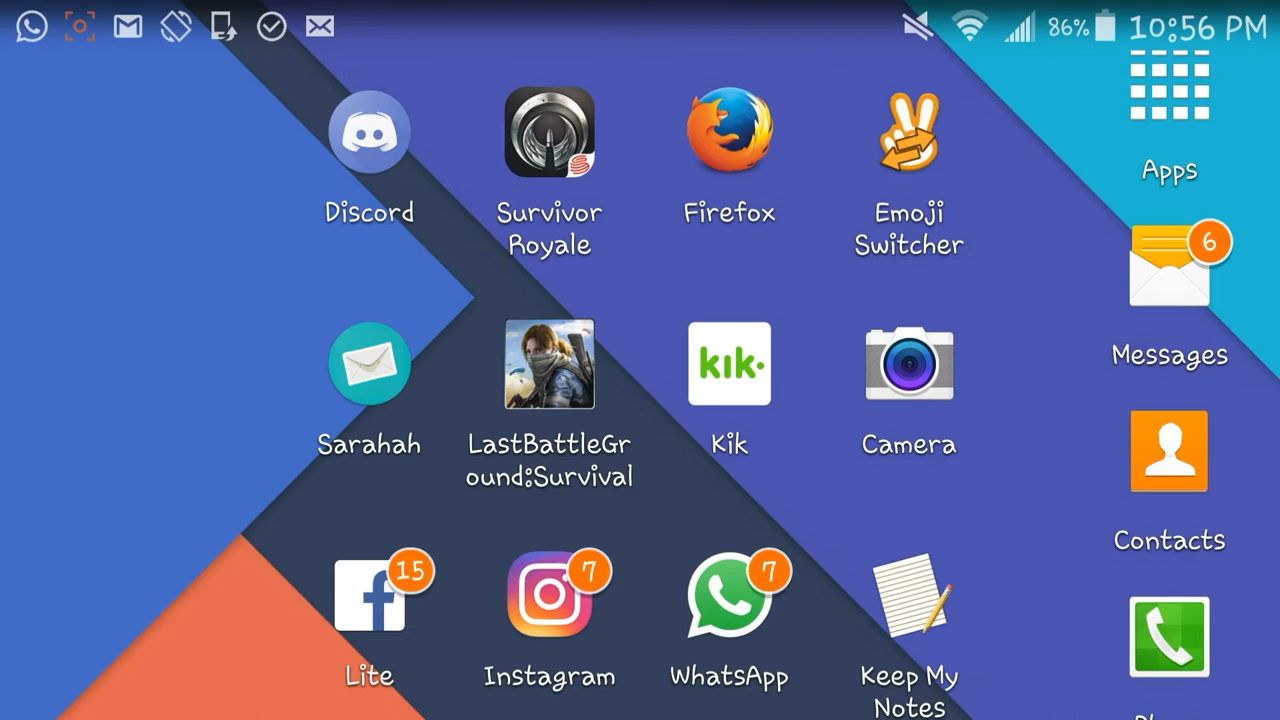 86% 10:56 PM
Apps
Discord
Survivor
Royale
Firefox
Emoji
Switcher
6
Messages
kik.
Sarahah
LastBattleGr
ound:Survival
Kik
Camera
Contacts
15
7
7
Lite
Instagram
WhatsApp
Keep My
Notes